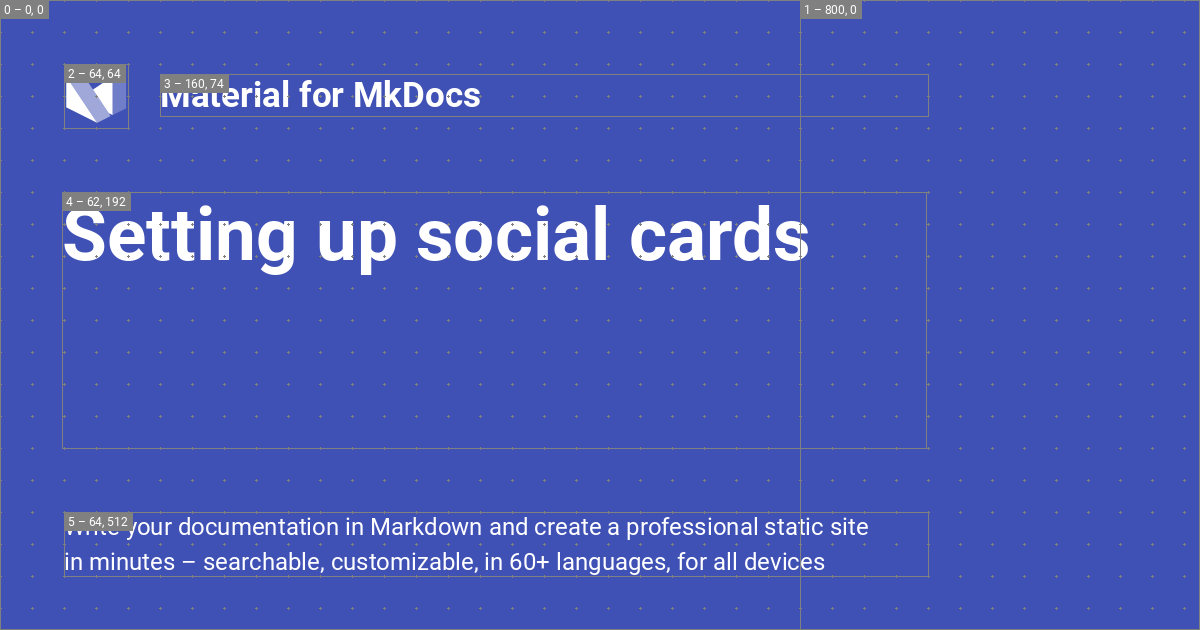 0 – 0, 0
1 – 800, 0
2 – 64, 64
3 – 160, 74
Material for MkDocs
4 – 62, 192
Setting up social cards
5 – 64, 512
Write your documentation in Markdown and create a professional static site
in minutes – searchable, customizable, in 60+ languages, for all devices